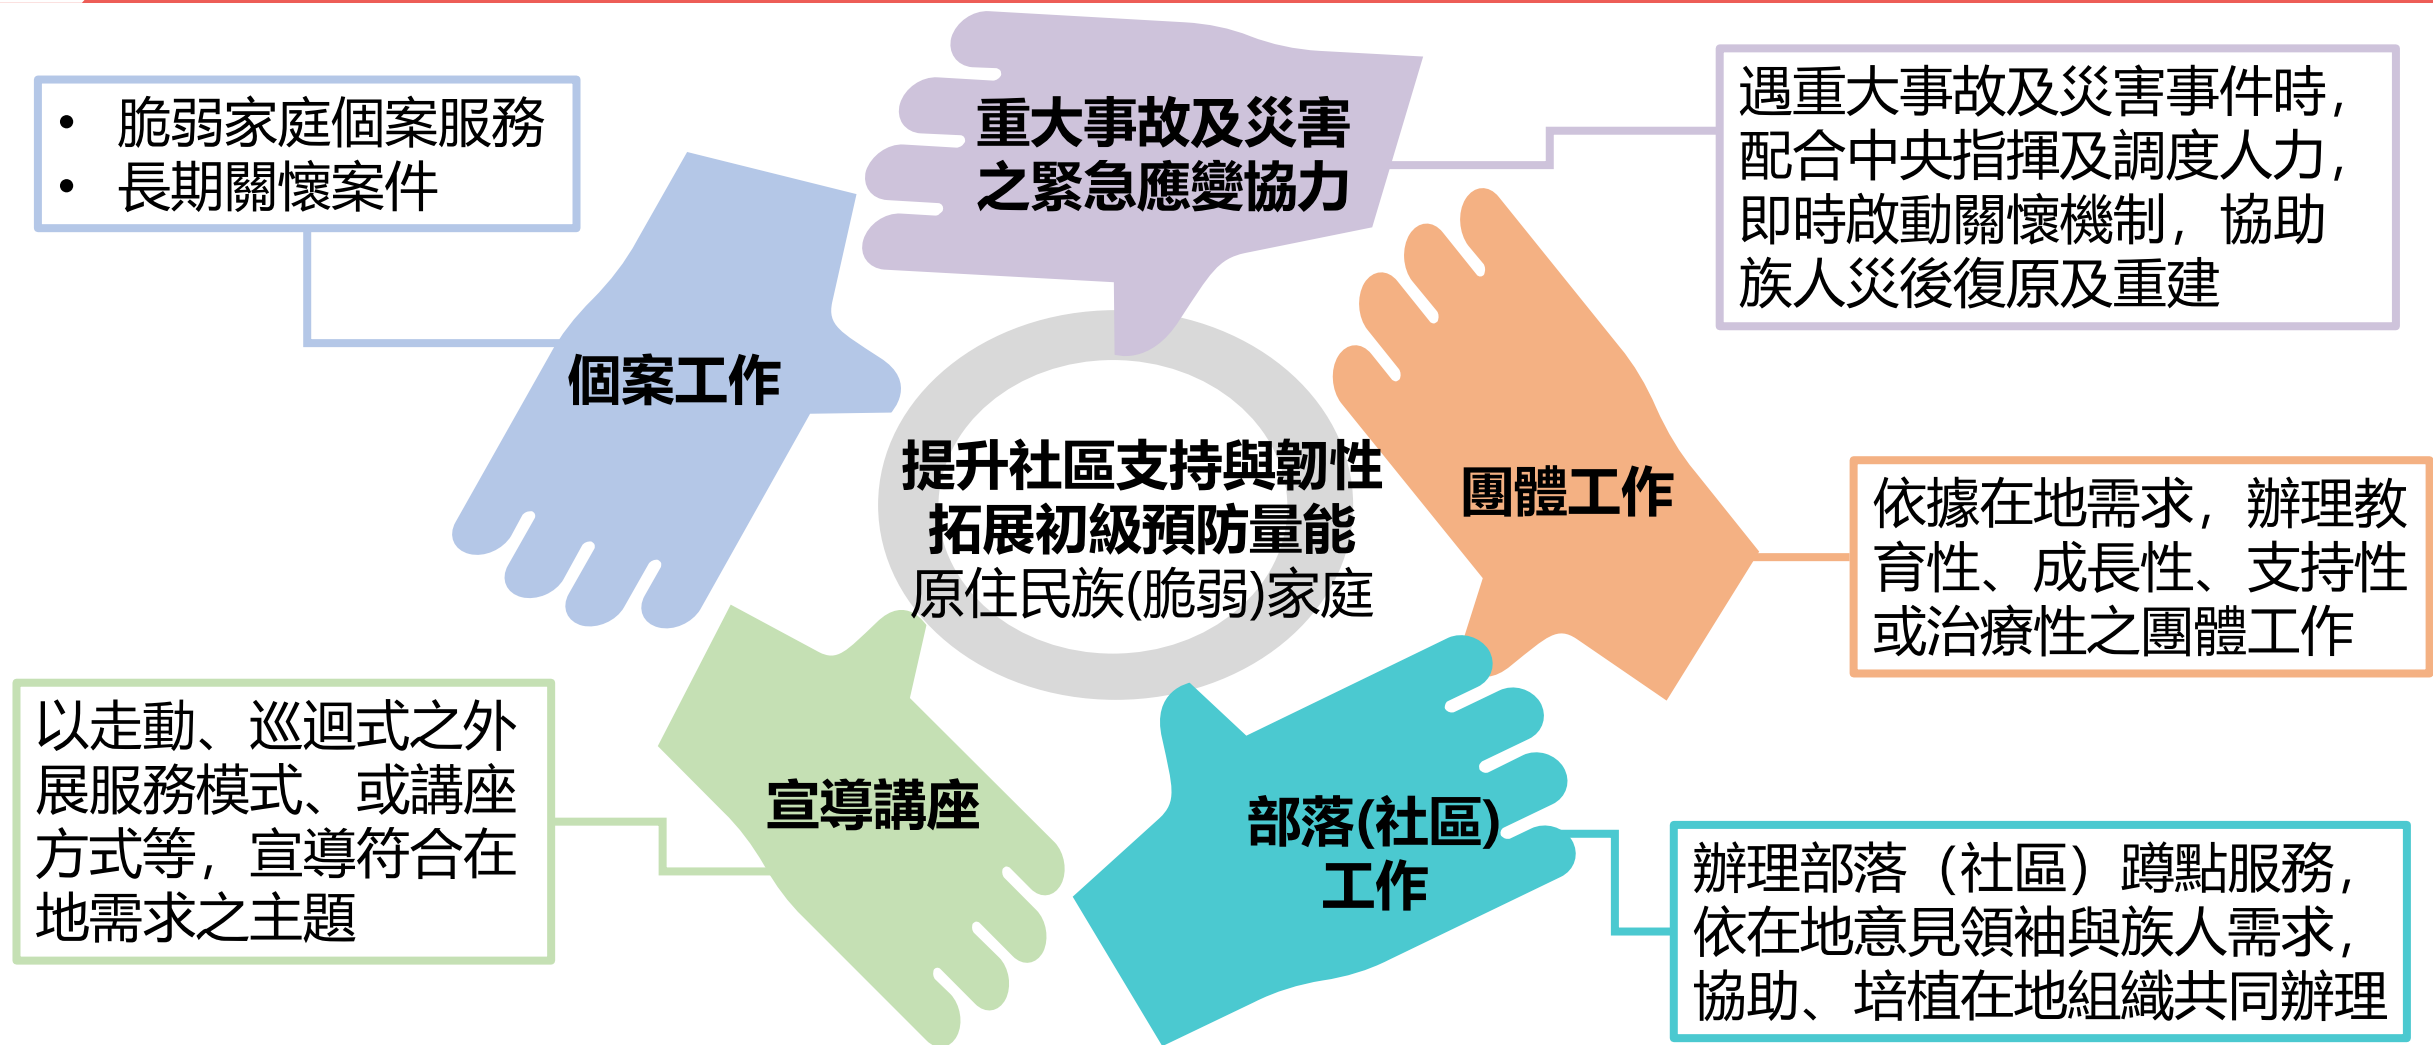 重大事故及災害
之緊急應變協力
遇重大事故及災害事件時，
配合中央指揮及調度人力，
即時啟動關懷機制，協助
族人災後復原及重建
• 脆弱家庭個案服務
• 長期關懷案件
個案工作
提升社區支持與韌性
拓展初級預防量能
原住民族(脆弱)家庭
團體工作
依據在地需求，辦理教
育性、成長性、支持性
或治療性之團體工作
以走動、巡迴式之外
展服務模式、或講座
方式等，宣導符合在
地需求之主題
宣導講座
部落(社區)
工作
辦理部落（社區）蹲點服務，
依在地意見領袖與族人需求，
協助、培植在地組織共同辦理